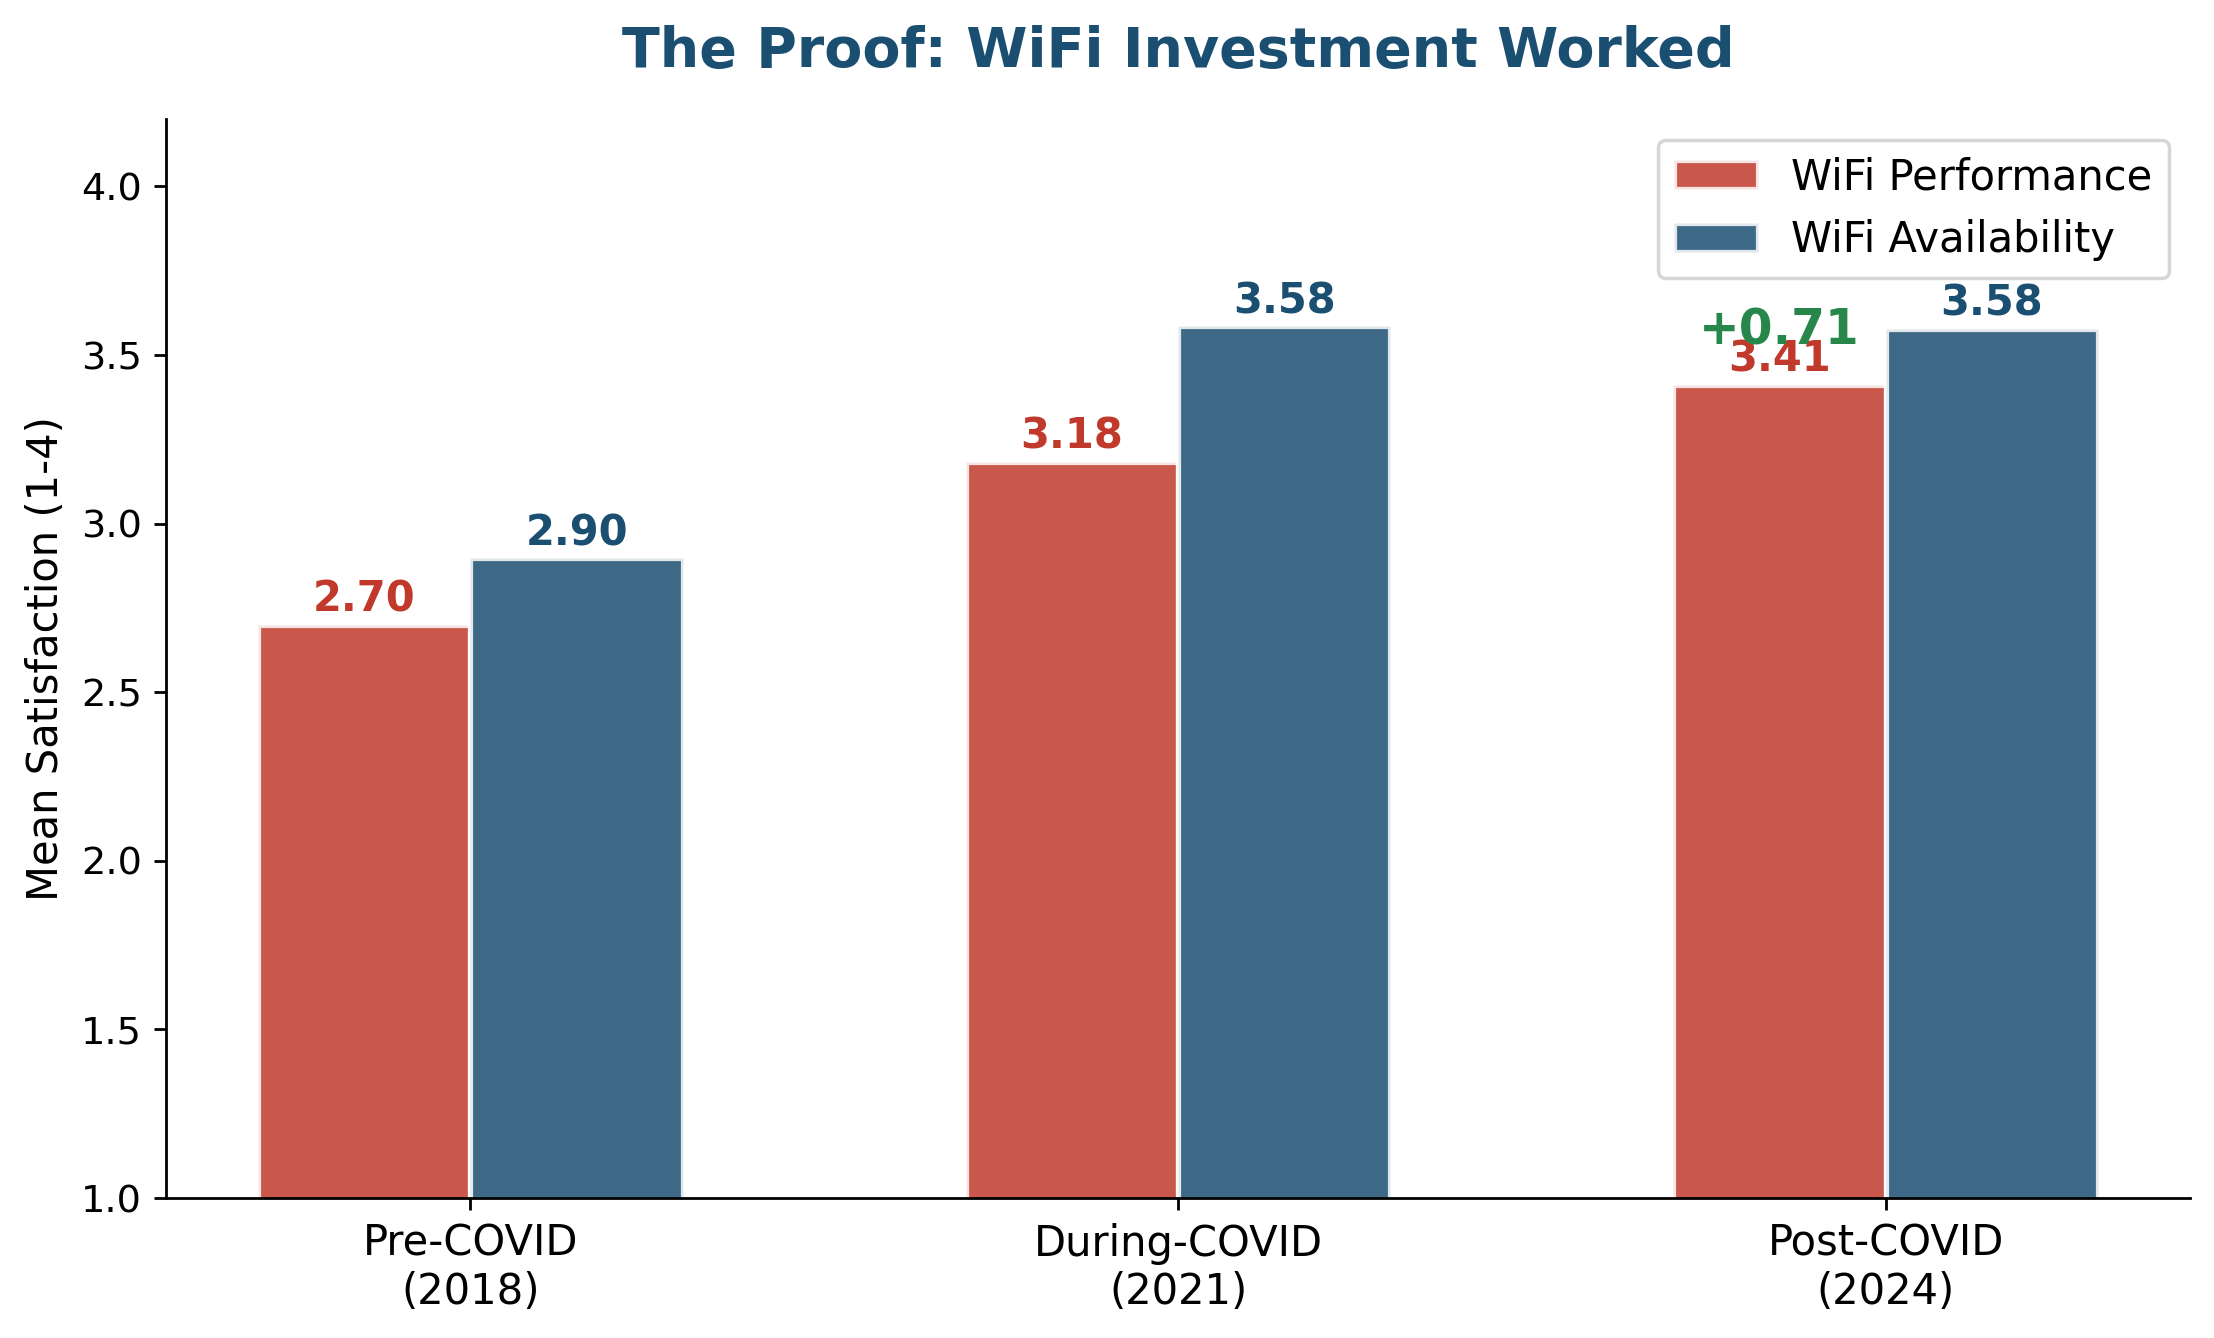 The Proof: WiFi Investment Worked
WiFi Performance
WiFi Availability
Mean Satisfaction (1-4)
4.0
3.5
3.0
2.5
2.0
1.5
1.0
2.70
2.90
3.18
3.58
+0.71
3.41
3.58
Pre-COVID
(2018)
During-COVID
(2021)
Post-COVID
(2024)